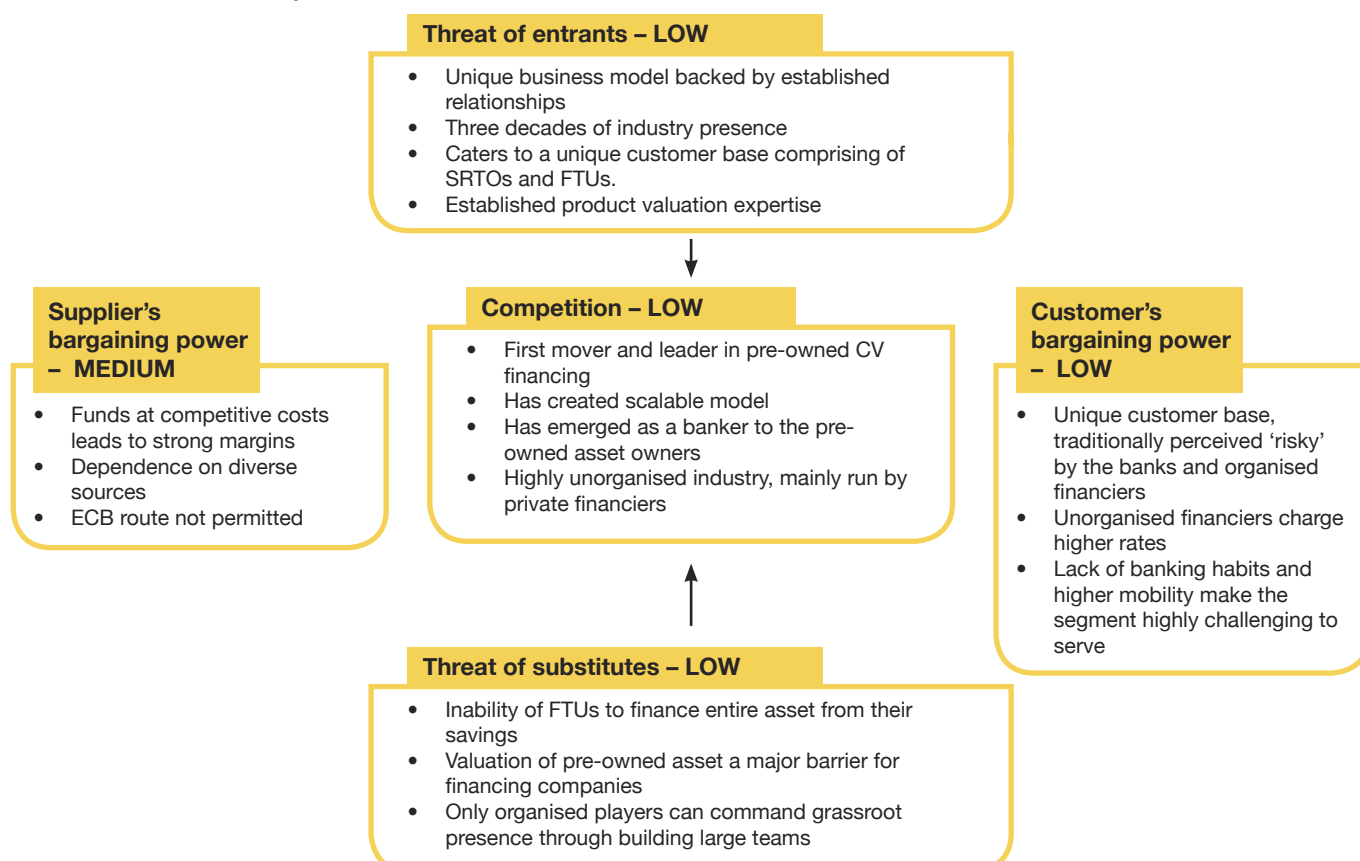 Threat of entrants – LOW
• Unique business model backed by established
relationships
• Three decades of industry presence
• Caters to a unique customer base comprising of
SRTOs and FTUs.
• Established product valuation expertise
Supplier’s
bargaining power
– MEDIUM
• Funds at competitive costs
leads to strong margins
• Dependence on diverse
sources
• ECB route not permitted
Competition – LOW
• First mover and leader in pre-owned CV
financing
• Has created scalable model
• Has emerged as a banker to the pre-
owned asset owners
• Highly unorganised industry, mainly run by
private financiers
Customer’s
bargaining power
– LOW
• Unique customer base,
traditionally perceived ‘risky’
by the banks and organised
financiers
• Unorganised financiers charge
higher rates
• Lack of banking habits and
higher mobility make the
segment highly challenging to
serve
Threat of substitutes – LOW
• Inability of FTUs to finance entire asset from their
savings
• Valuation of pre-owned asset a major barrier for
financing companies
• Only organised players can command grassroot
presence through building large teams